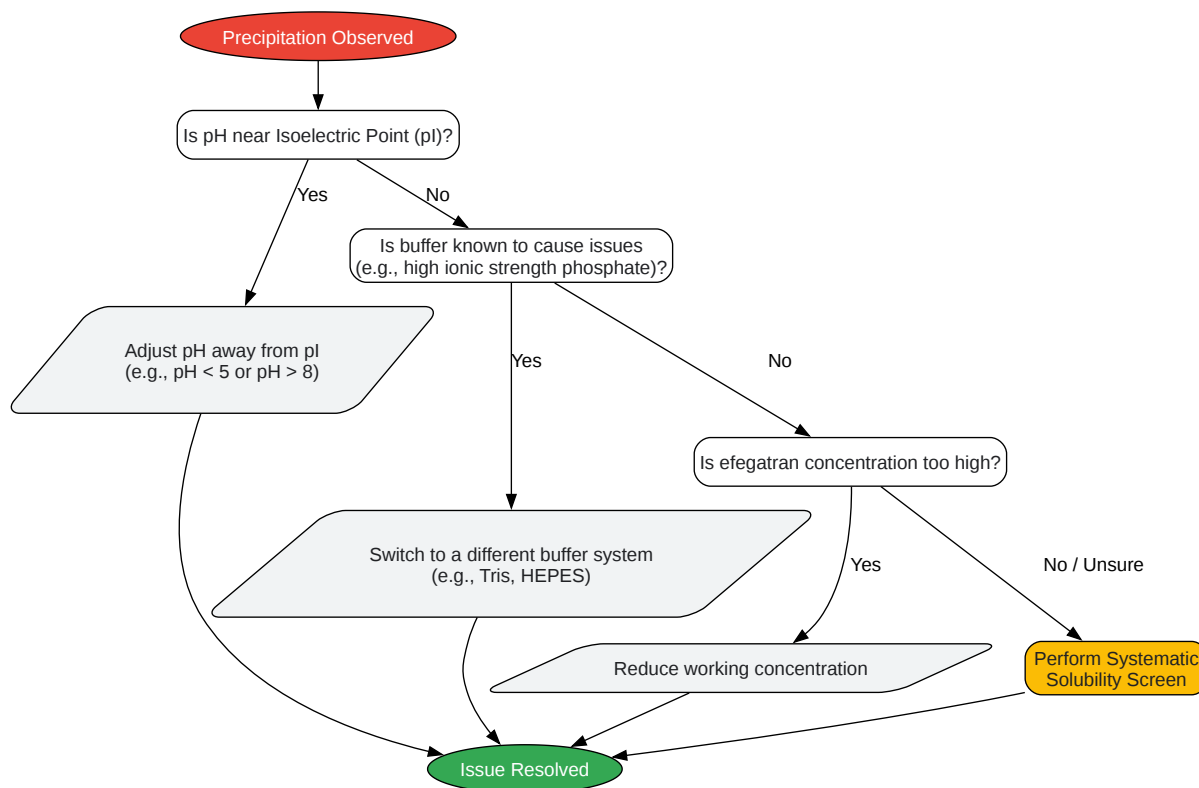 Precipitation Observed
Is pH near Isoelectric Point (pI)?
Yes
No
Is buffer known to cause issues
(e.g., high ionic strength phosphate)?
Adjust pH away from pI
(e.g., pH < 5 or pH > 8)
Yes
No
Is efegatran concentration too high?
Switch to a different buffer system
(e.g., Tris, HEPES)
Yes
No / Unsure
Reduce working concentration
Perform Systematic
Solubility Screen
Issue Resolved